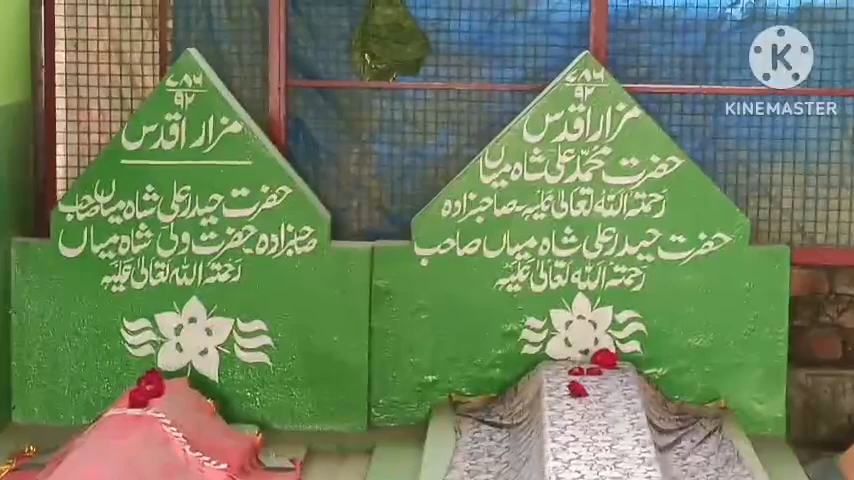 KINEMASTER
۷۸۶
۹۲
مزار اقدس
حضرت حیدر علی شاہ میاں صاحب
صاحبزادہ حضرت ولی شاہ میاں
رحمۃ اللہ تعالیٰ علیہ
۷۸۶
۹۲
مزار اقدس
حضرت محمد علی شاہ میاں
رحمۃ اللہ تعالیٰ علیہ صاحبزادہ
حضرت حیدر علی شاہ میاں صاحب
رحمۃ اللہ تعالیٰ علیہ